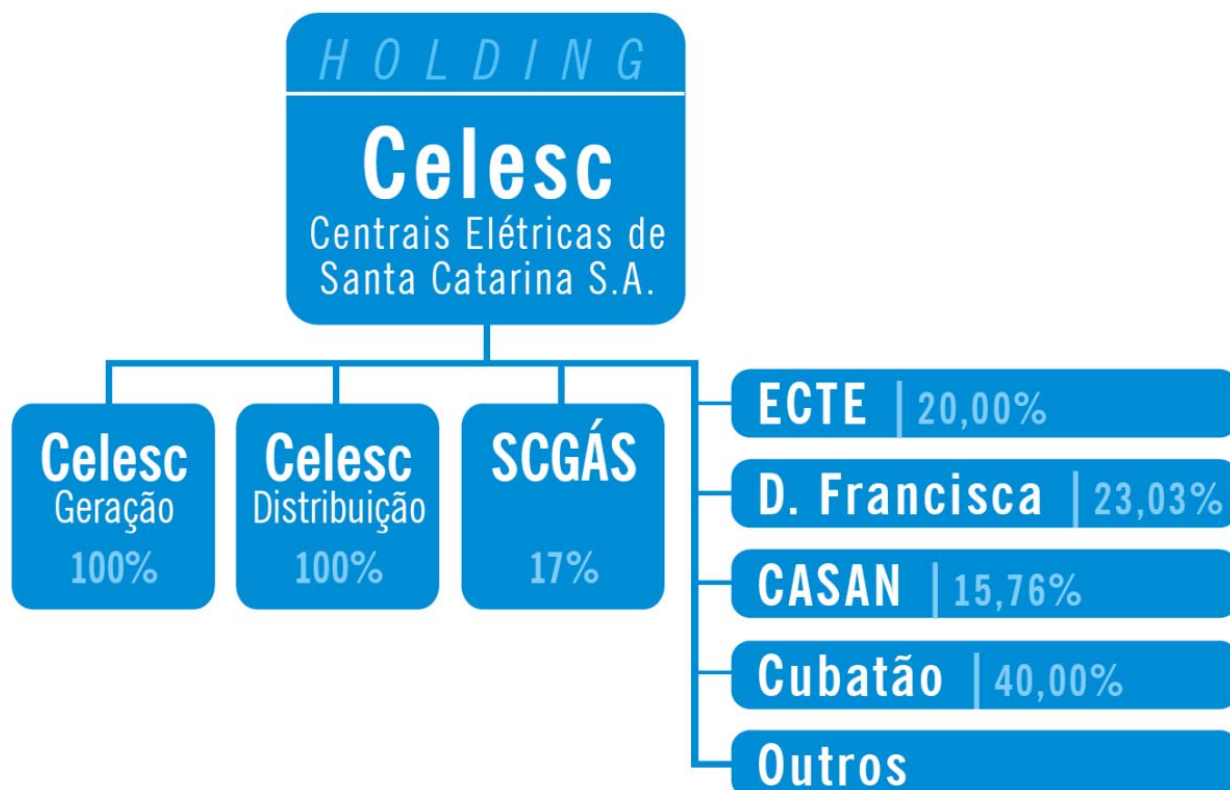 HOLDING
Celesc
Centrais Elétricas de
Santa Catarina S.A.
Celesc
Geração
100%
Celesc
Distribuição
100%
SCGÁS
17%
ECTE | 20,00%
D. Francisca | 23,03%
CASAN | 15,76%
Cubatão | 40,00%
Outros